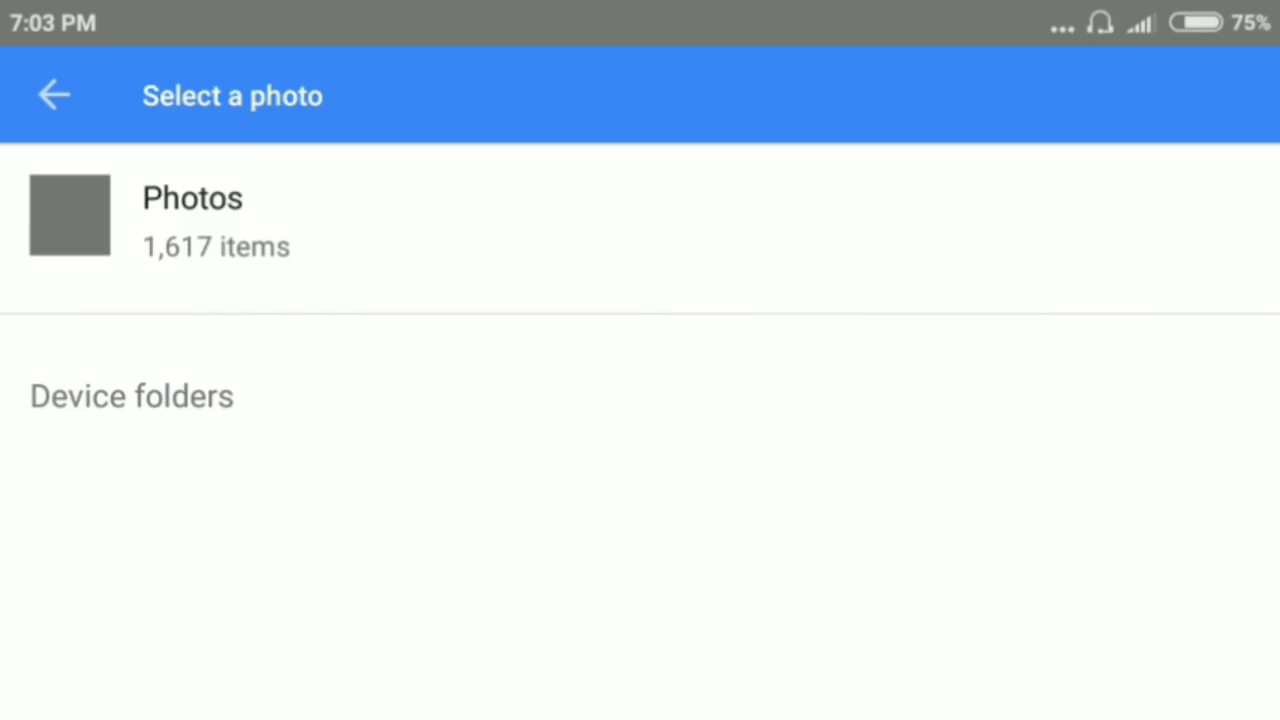 7:03 PM
75%
Select a photo
Photos
1,617 items
Device folders